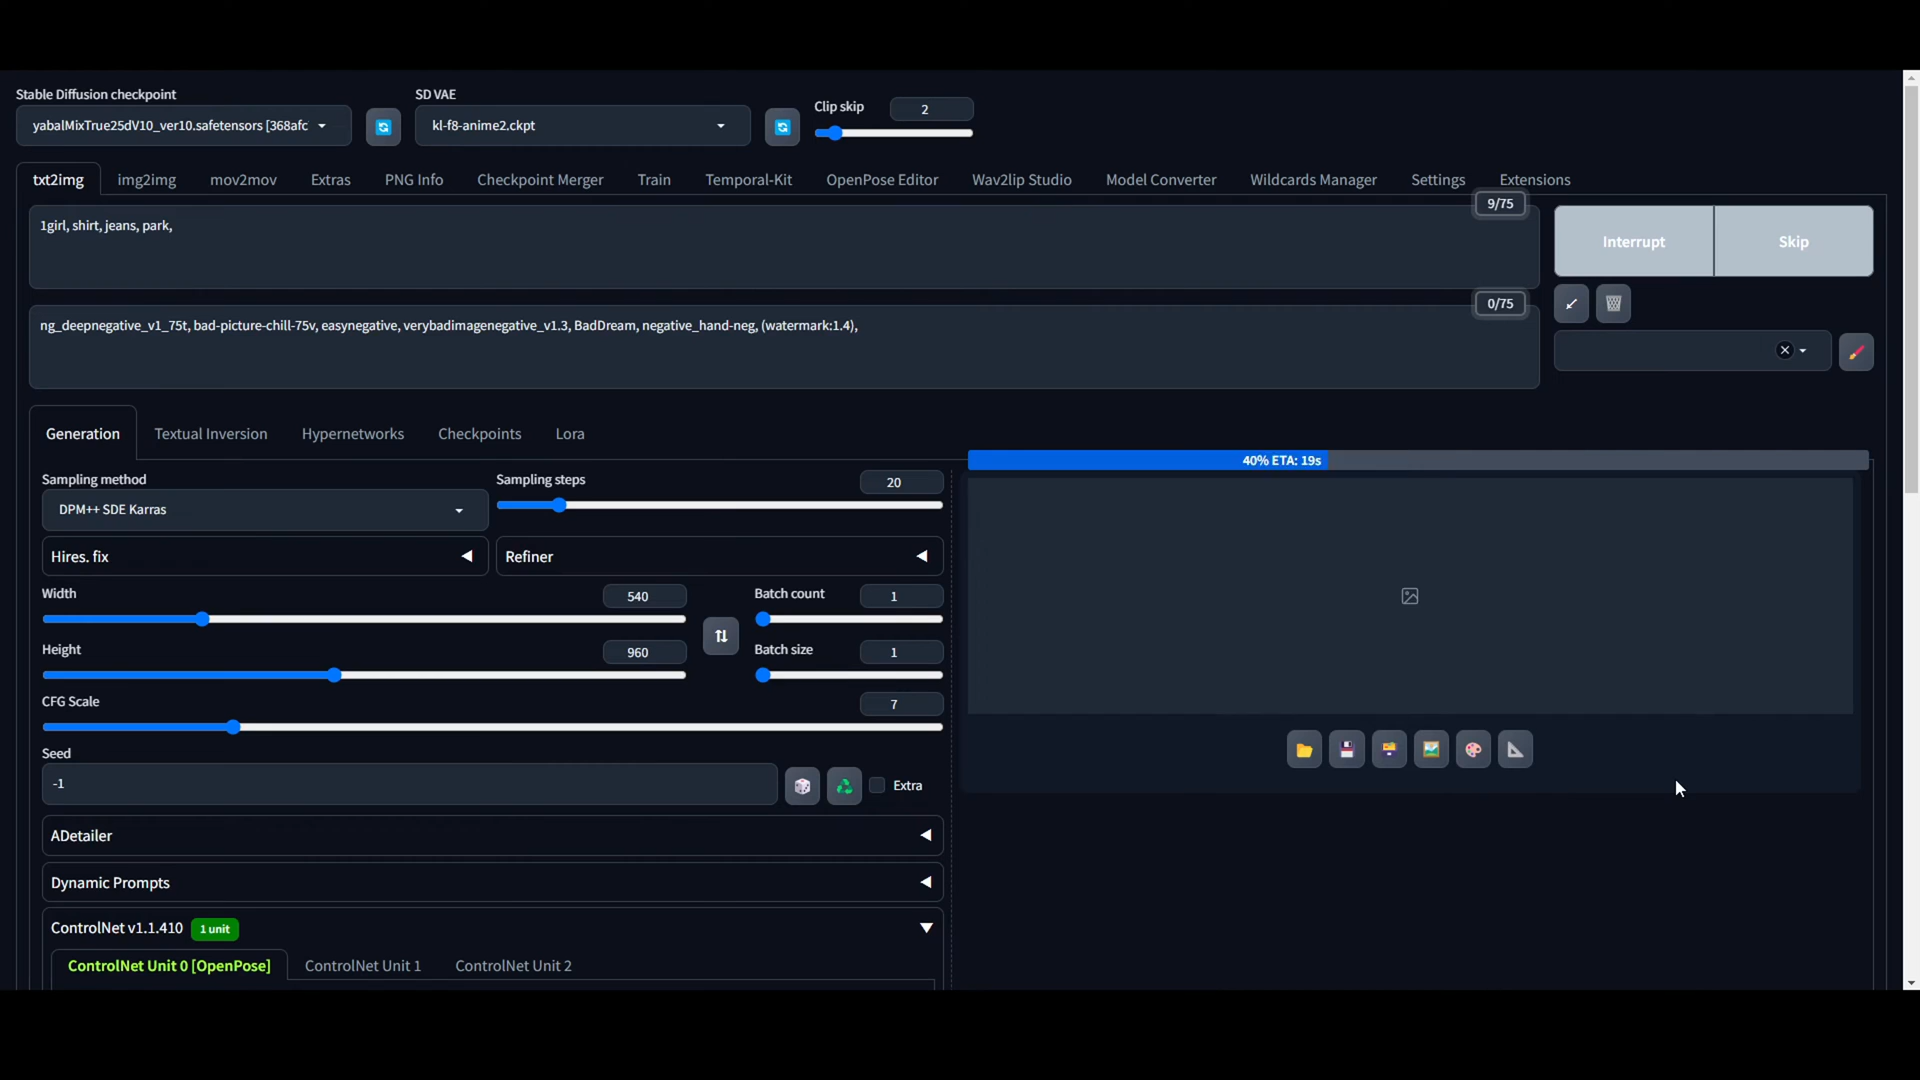 Stable Diffusion checkpoint
SD VAE
Clip skip
2
yabalMixTrue25dV10_ver10.safetensors [368afc
kl-f8-anime2.ckpt
txt2img
img2img
mov2mov
Extras
PNG Info
Checkpoint Merger
Train
Temporal-Kit
OpenPose Editor
Wav2lip Studio
Model Converter
Wildcards Manager
Settings
Extensions
9/75
1girl, shirt, jeans, park,
Interrupt
Skip
0/75
ng_deepnegative_v1_75t, bad-picture-chill-75v, easynegative, verybadimagenegative_v1.3, BadDream, negative_hand-neg, (watermark:1.4),
Generation
Textual Inversion
Hypernetworks
Checkpoints
Lora
40% ETA: 19s
Sampling method
Sampling steps
20
DPM++ SDE Karras
Hires. fix
Refiner
Width
540
Batch count
1
Height
960
Batch size
1
CFG Scale
7
Seed
-1
Extra
ADetailer
Dynamic Prompts
ControlNet v1.1.410
1 unit
ControlNet Unit 0 [OpenPose]
ControlNet Unit 1
ControlNet Unit 2